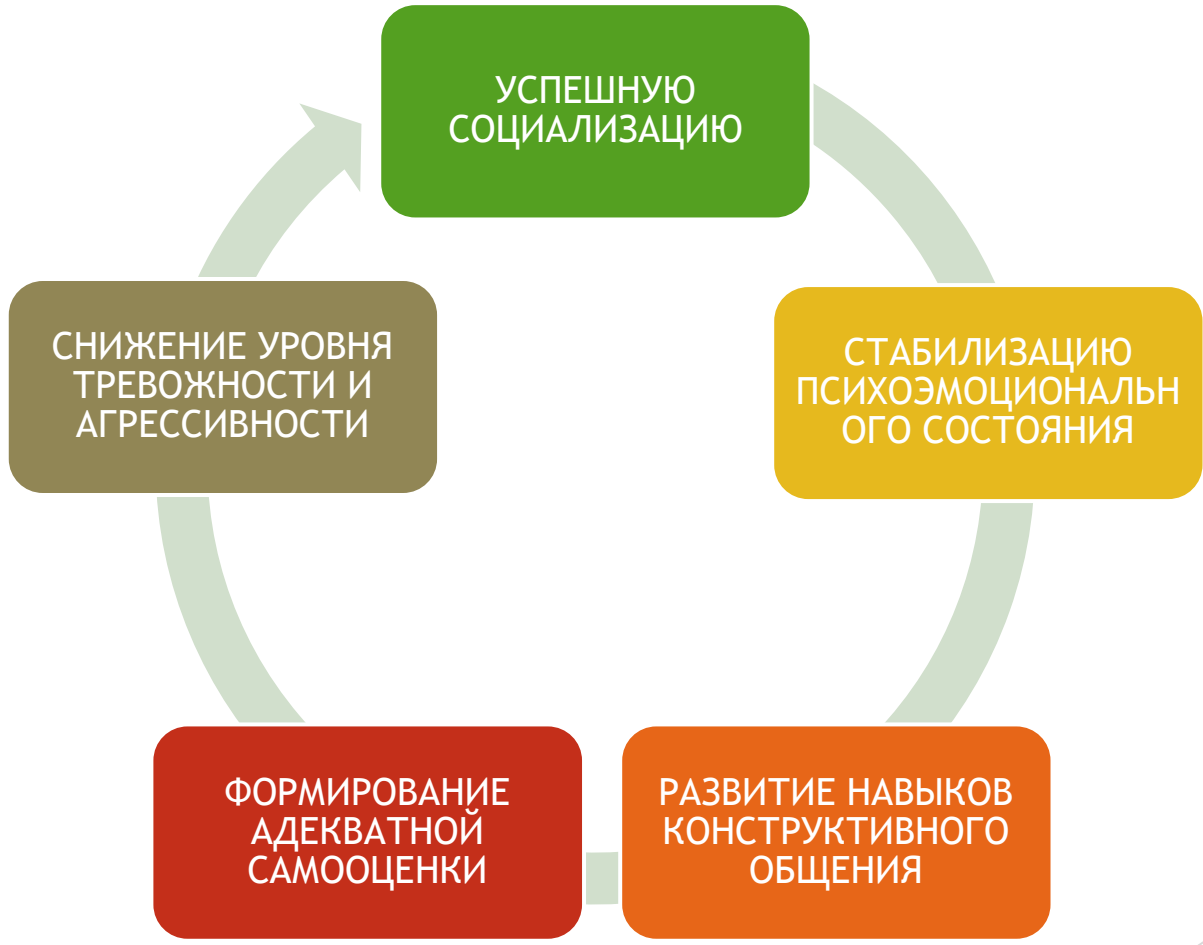 УСПЕШНУЮ
СОЦИАЛИЗАЦИЮ
СТАБИЛИЗАЦИЮ
ПСИХОЭМОЦИОНАЛЬН
ОГО СОСТОЯНИЯ
РАЗВИТИЕ НАВЫКОВ
КОНСТРУКТИВНОГО
ОБЩЕНИЯ
ФОРМИРОВАНИЕ
АДЕКВАТНОЙ
САМООЦЕНКИ
СНИЖЕНИЕ УРОВНЯ
ТРЕВОЖНОСТИ И
АГРЕССИВНОСТИ